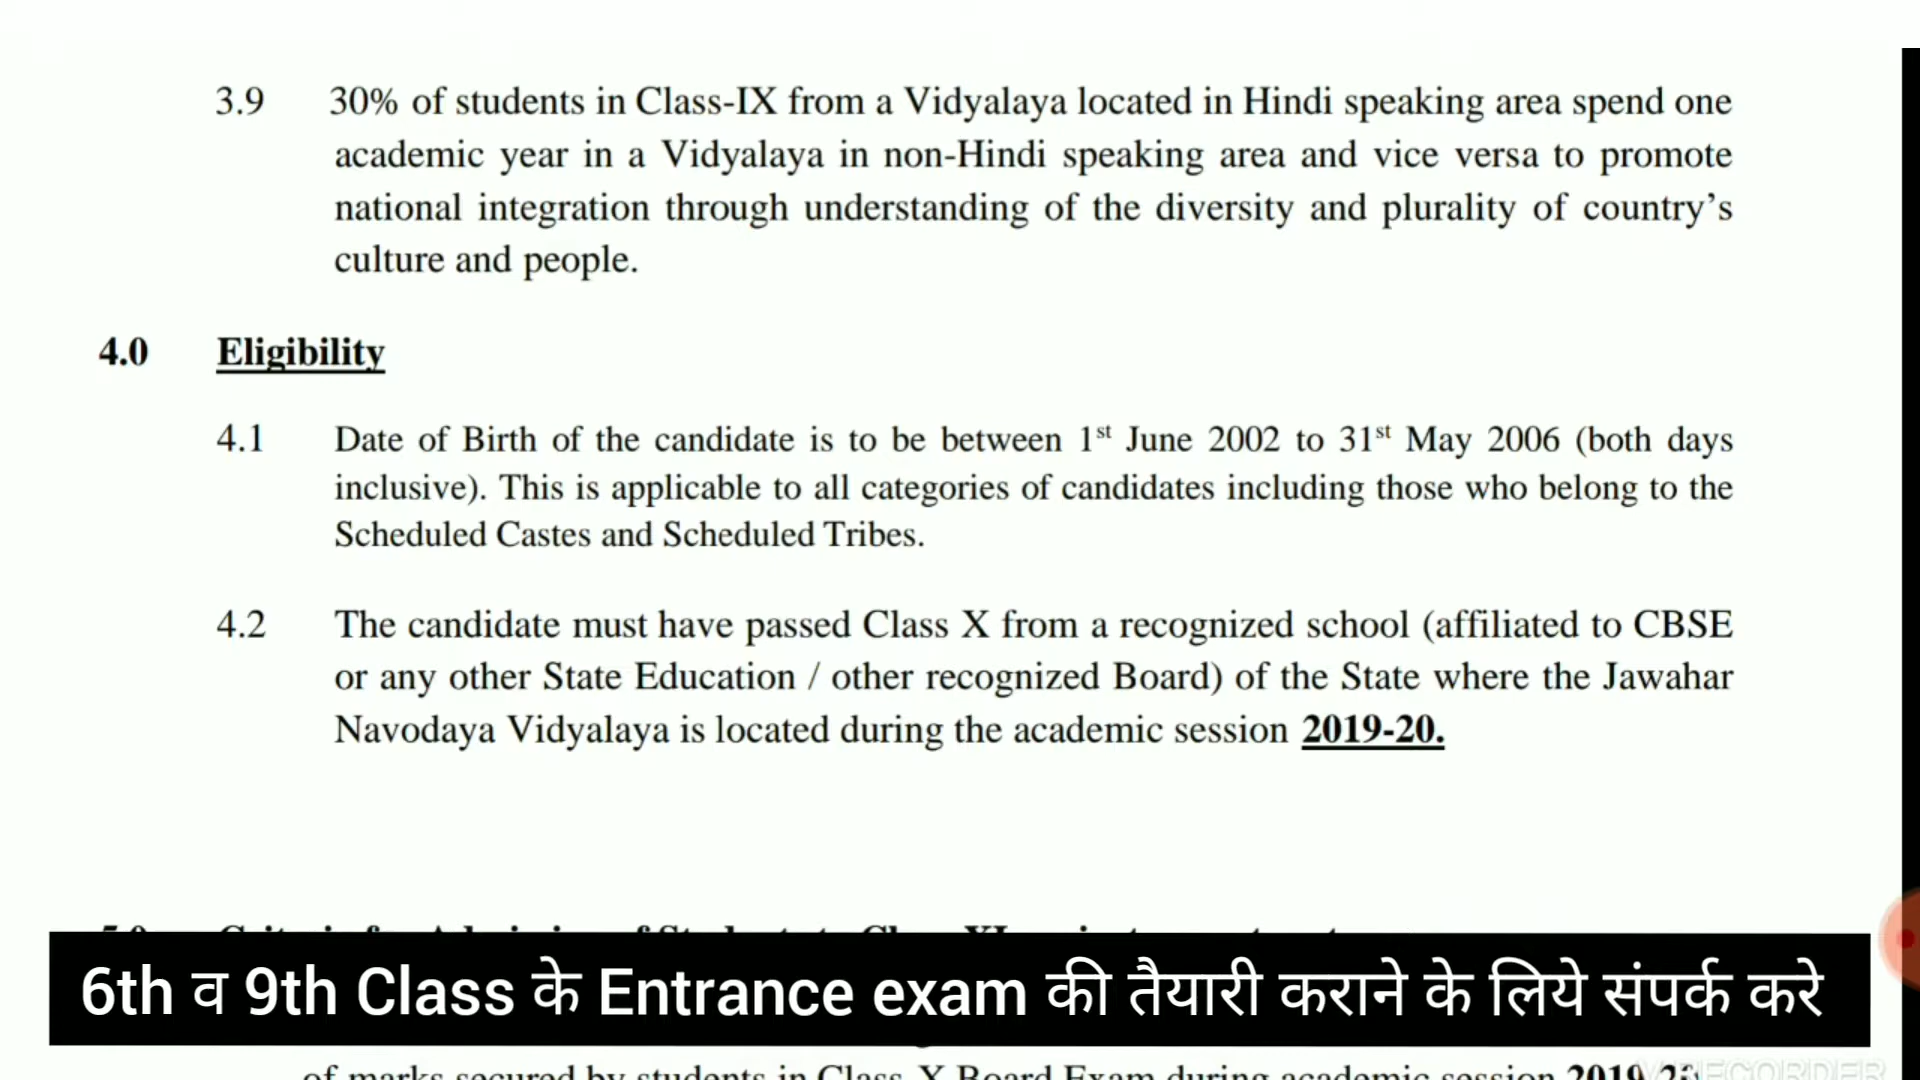 3.9 30% of students in Class-IX from a Vidyalaya located in Hindi speaking area spend one
academic year in a Vidyalaya in non-Hindi speaking area and vice versa to promote
national integration through understanding of the diversity and plurality of country's
culture and people.
4.0 Eligibility
4.1 Date of Birth of the candidate is to be between 1st June 2002 to 31st May 2006 (both days
inclusive). This is applicable to all categories of candidates including those who belong to the
Scheduled Castes and Scheduled Tribes.
4.2 The candidate must have passed Class X from a recognized school (affiliated to CBSE
or any other State Education / other recognized Board) of the State where the Jawahar
Navodaya Vidyalaya is located during the academic session 2019-20.
6th व 9th Class के Entrance exam की तैयारी कराने के लिये संपर्क करे
of marks secured by students in Class X Board Exam during academic session